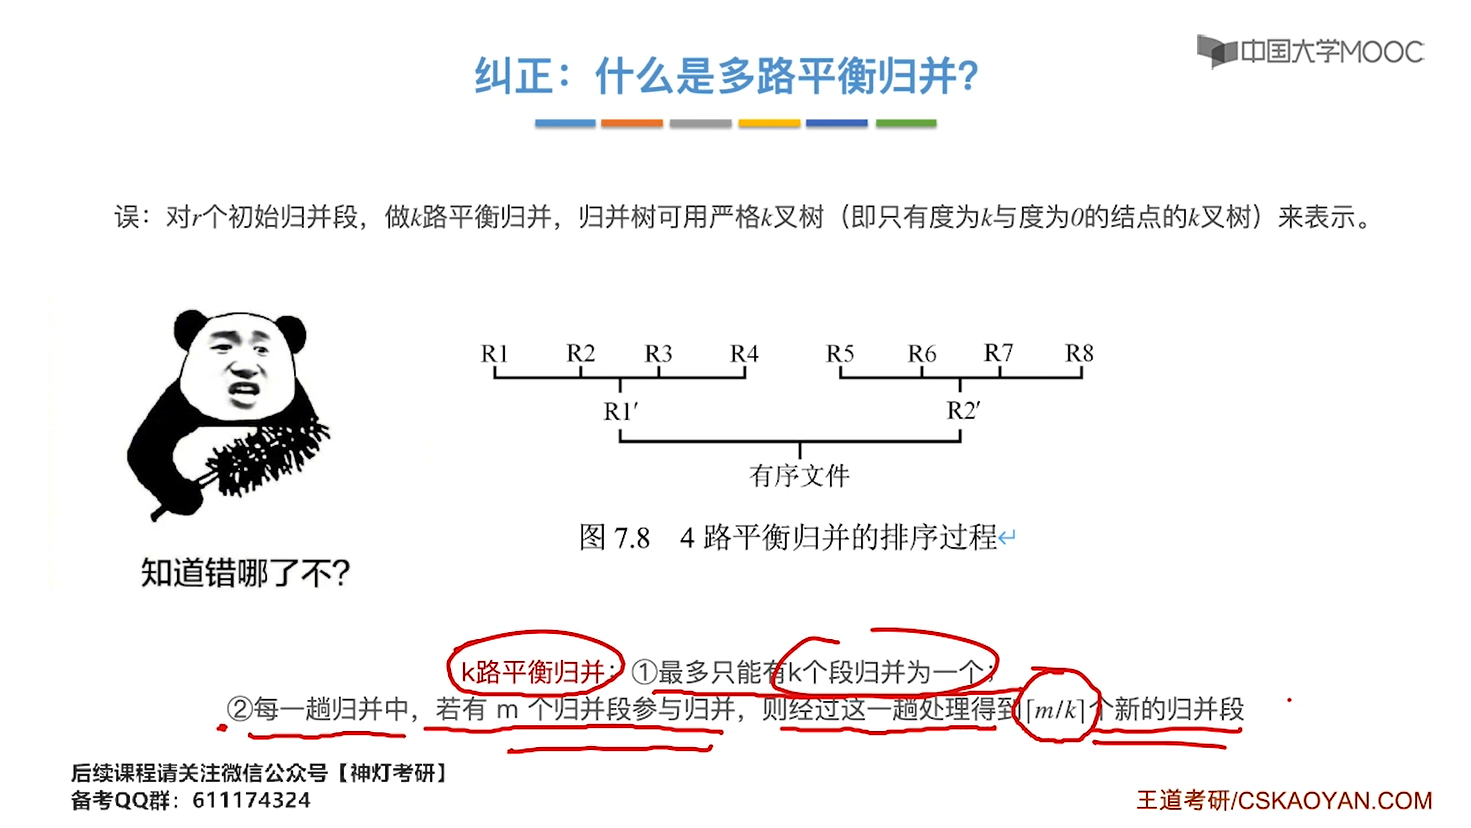 中国大学MOOC
纠正：什么是多路平衡归并？
误：对r个初始归并段，做k路平衡归并，归并树可用严格k叉树（即只有度为k与度为0的结点的k叉树）来表示。
R1 R2 R3 R4 R5 R6 R7 R8
R1′ R2′
有序文件
图 7.8 4 路平衡归并的排序过程↵
知道错哪了不？
k路平衡归并：①最多只能有k个段归并为一个；
②每一趟归并中，若有 m 个归并段参与归并，则经过这一趟处理得到⌈m/k⌉个新的归并段
后续课程请关注微信公众号【神灯考研】
备考QQ群：611174324
王道考研/CSKAOYAN.COM